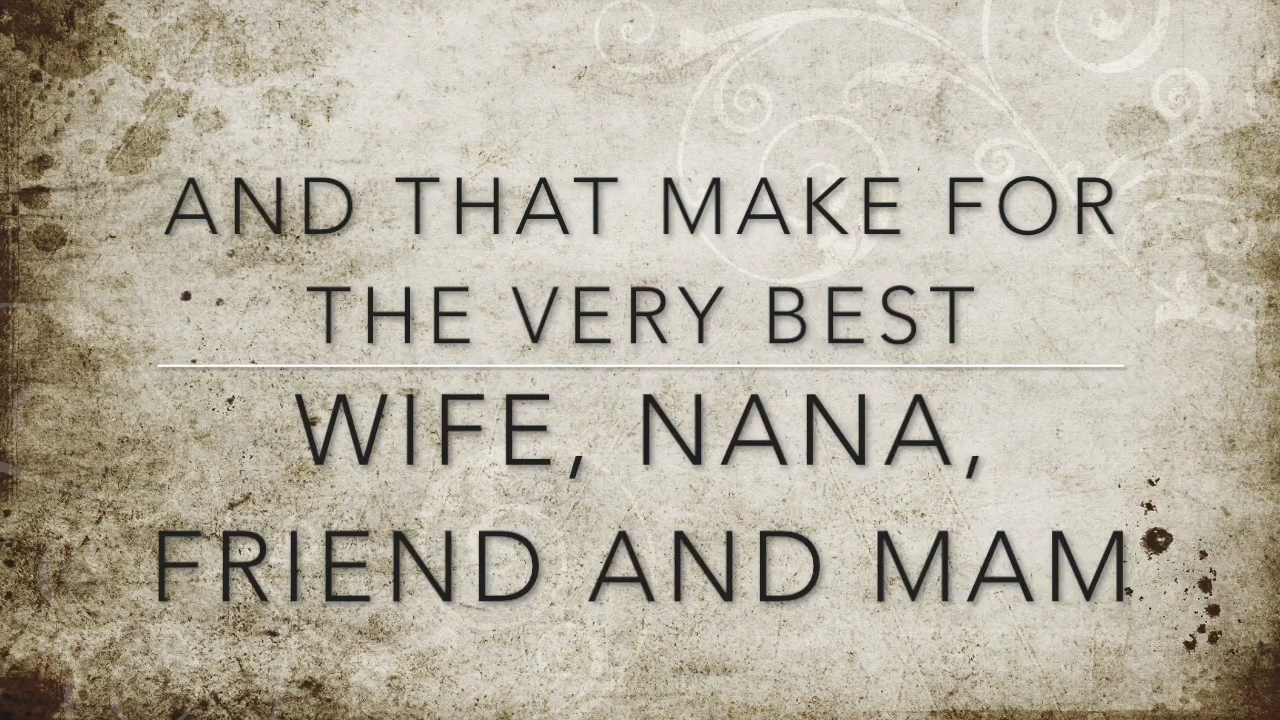 AND THAT MAKE FOR
THE VERY BEST
WIFE, NANA,
FRIEND AND MAM